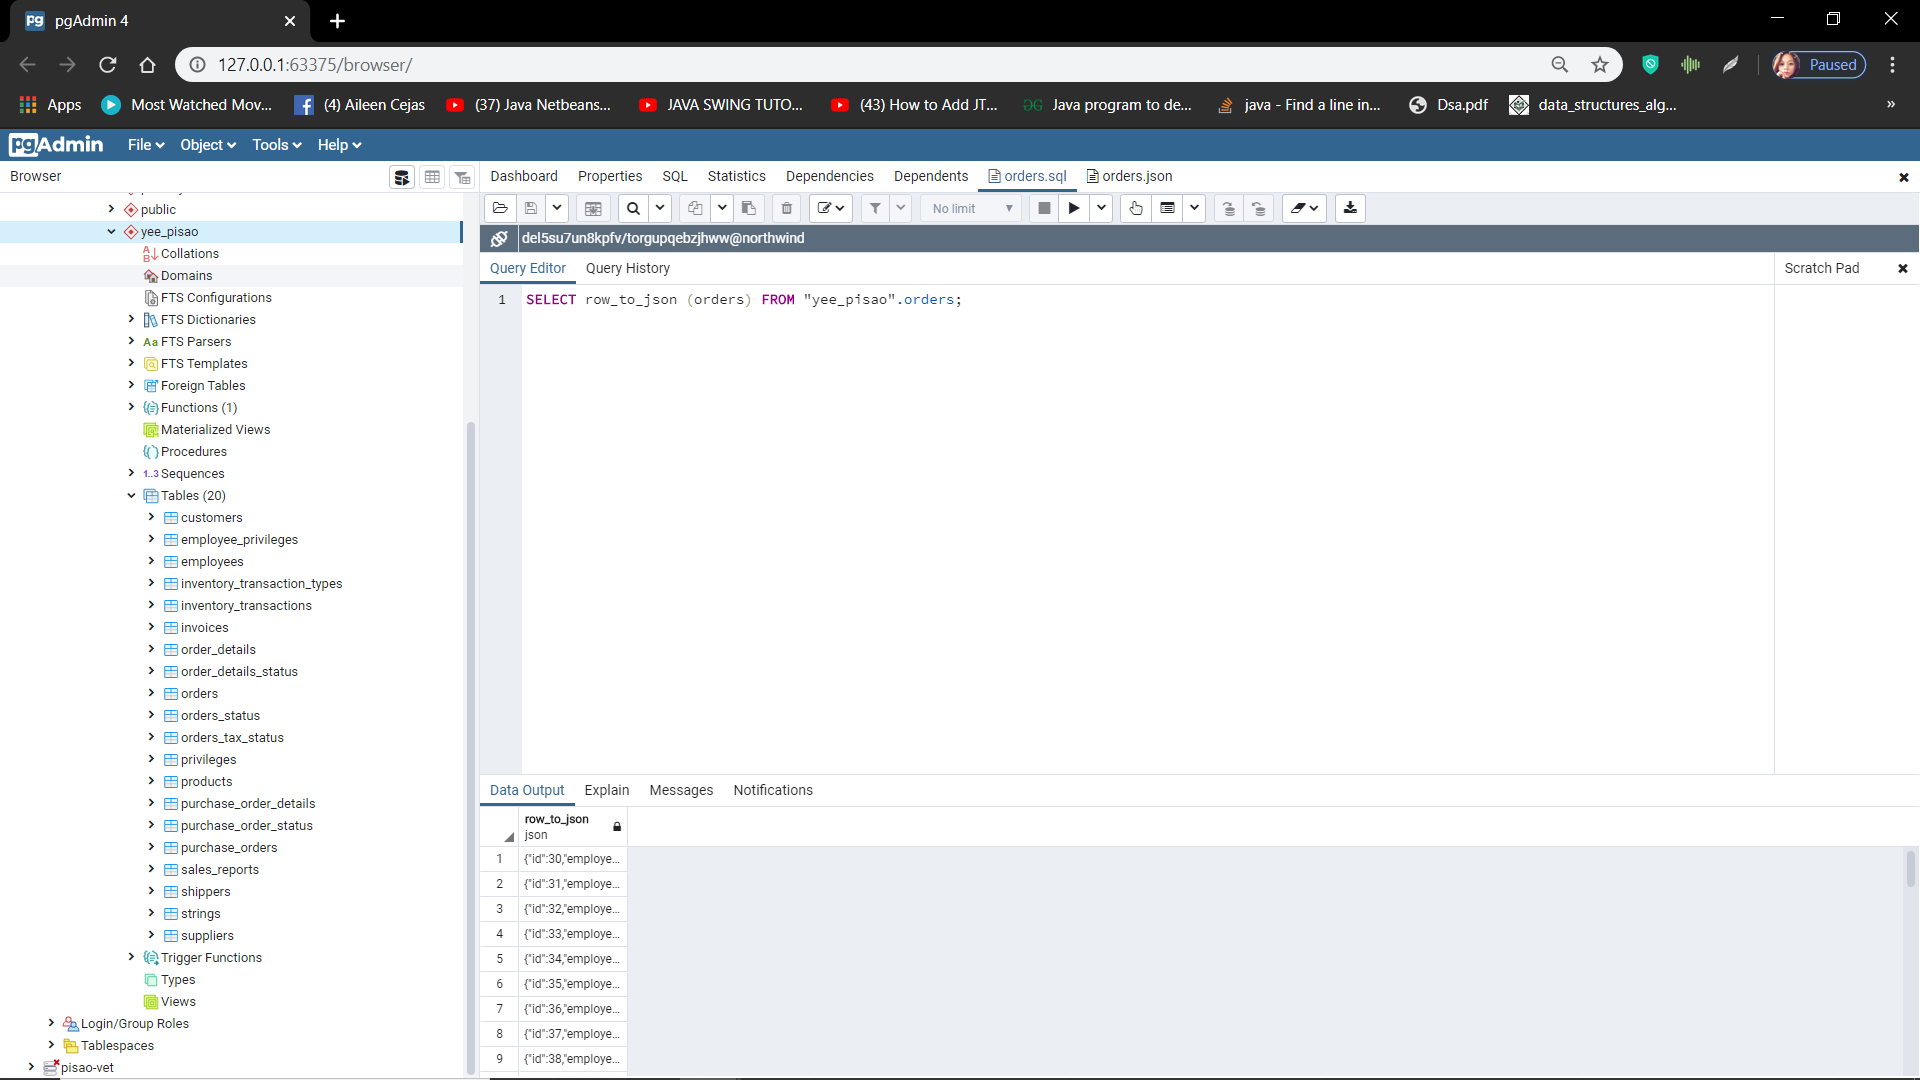 pgAdmin 4
127.0.0.1:63375/browser/
Paused
Apps
Most Watched Mov...
(4) Aileen Cejas
(37) Java Netbeans...
JAVA SWING TUTO...
(43) How to Add JT...
Java program to de...
java - Find a line in...
Dsa.pdf
data_structures_alg...
»
pgAdmin File Object Tools Help
Browser
Dashboard Properties SQL Statistics Dependencies Dependents orders.sql orders.json
No limit
del5su7un8kpfv/torgupqebzjhww@northwind
Query Editor Query History
Scratch Pad
1 SELECT row_to_json (orders) FROM "yee_pisao".orders;
public
yee_pisao
Collations
Domains
FTS Configurations
FTS Dictionaries
FTS Parsers
FTS Templates
Foreign Tables
Functions (1)
Materialized Views
Procedures
1..3 Sequences
Tables (20)
customers
employee_privileges
employees
inventory_transaction_types
inventory_transactions
invoices
order_details
order_details_status
orders
orders_status
orders_tax_status
privileges
products
purchase_order_details
purchase_order_status
purchase_orders
sales_reports
shippers
strings
suppliers
Trigger Functions
Types
Views
Login/Group Roles
Tablespaces
pisao-vet
Data Output Explain Messages Notifications
row_to_json
json
1 {"id":30,"employe...
2 {"id":31,"employe...
3 {"id":32,"employe...
4 {"id":33,"employe...
5 {"id":34,"employe...
6 {"id":35,"employe...
7 {"id":36,"employe...
8 {"id":37,"employe...
9 {"id":38,"employe...